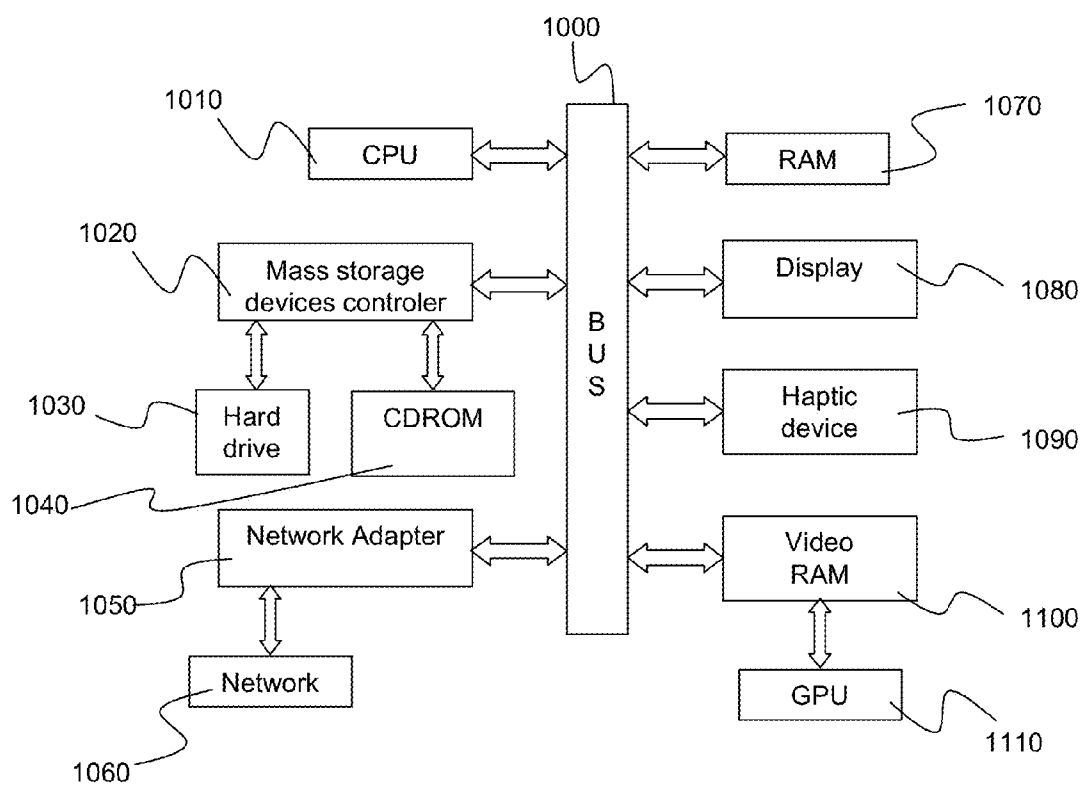 1000
1010
CPU
RAM
1070
1020
Mass storage
devices controler
Display
1080
B
U
S
1030
Hard
drive
CDROM
Haptic
device
1090
1040
Network Adapter
1050
Video
RAM
1100
Network
1060
GPU
1110